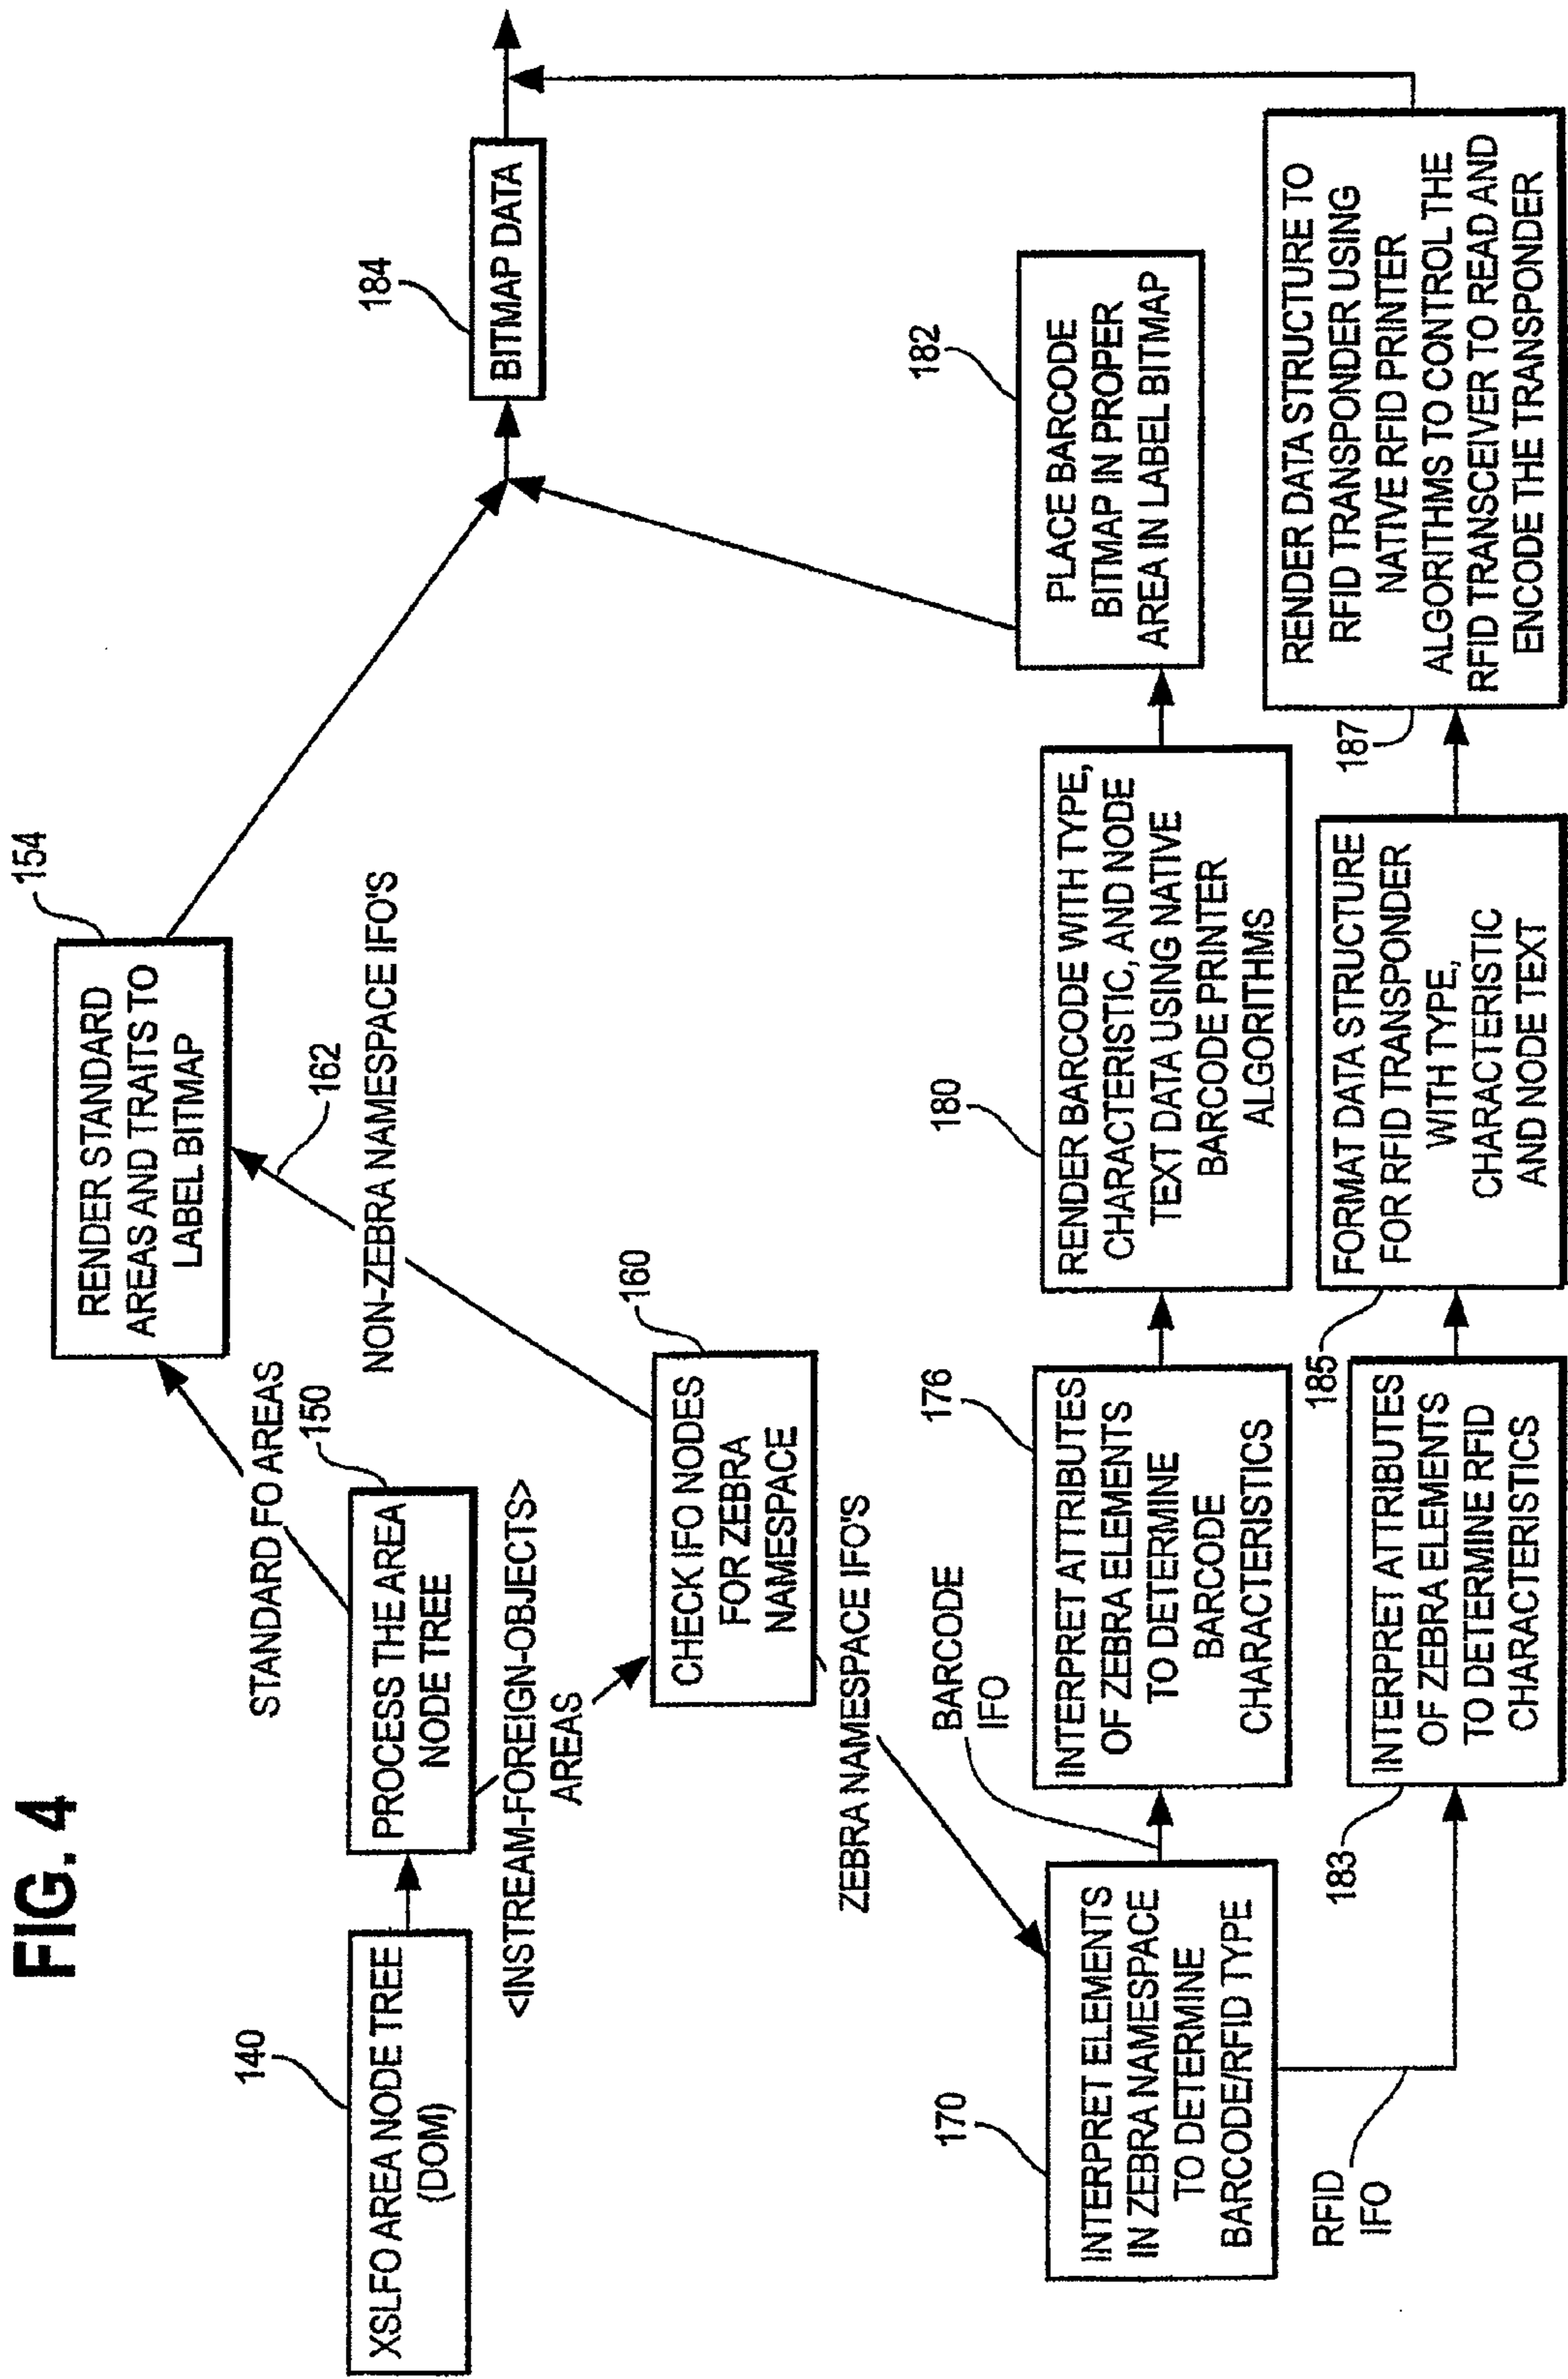 FIG. 4
140
XSLFO AREA NODE TREE
(DOM)
150
PROCESS THE AREA
NODE TREE
STANDARD FO AREAS
154
RENDER STANDARD
AREAS AND TRAITS TO
LABEL BITMAP
<INSTREAM-FOREIGN-OBJECTS>
AREAS
160
CHECK IFO NODES
FOR ZEBRA
NAMESPACE
162
NON-ZEBRA NAMESPACE IFO'S
ZEBRA NAMESPACE IFO'S
184
BITMAP DATA
170
INTERPRET ELEMENTS
IN ZEBRA NAMESPACE
TO DETERMINE
BARCODE/RFID TYPE
BARCODE
IFO
176
INTERPRET ATTRIBUTES
OF ZEBRA ELEMENTS
TO DETERMINE
BARCODE
CHARACTERISTICS
180
RENDER BARCODE WITH TYPE,
CHARACTERISTIC, AND NODE
TEXT DATA USING NATIVE
BARCODE PRINTER
ALGORITHMS
182
PLACE BARCODE
BITMAP IN PROPER
AREA IN LABEL BITMAP
RFID
IFO
183
INTERPRET ATTRIBUTES
OF ZEBRA ELEMENTS
TO DETERMINE RFID
CHARACTERISTICS
185
FORMAT DATA STRUCTURE
FOR RFID TRANSPONDER
WITH TYPE,
CHARACTERISTIC
AND NODE TEXT
187
RENDER DATA STRUCTURE TO
RFID TRANSPONDER USING
NATIVE RFID PRINTER
ALGORITHMS TO CONTROL THE
RFID TRANSCEIVER TO READ AND
ENCODE THE TRANSPONDER